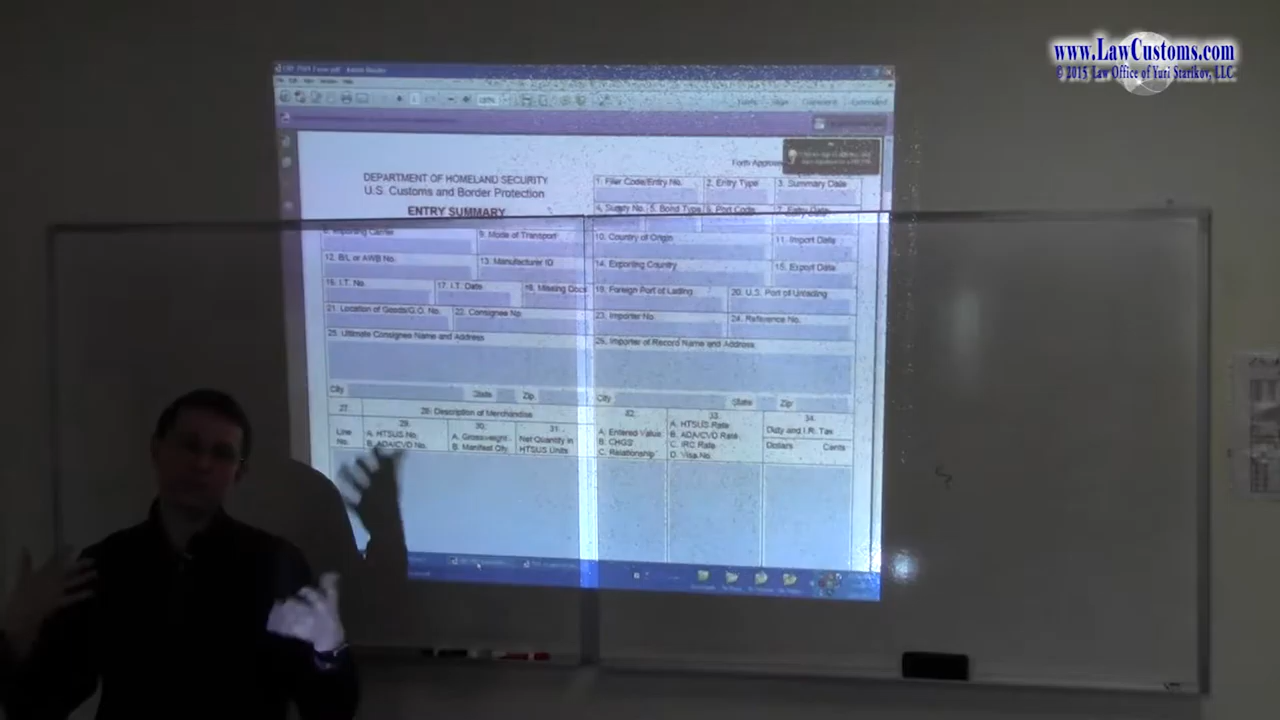 www.LawCustoms.com
© 2015 Law Office of Yuri Starikov, LLC
Comment
Extended
Form Approved
DEPARTMENT OF HOMELAND SECURITY
U.S. Customs and Border Protection
ENTRY SUMMARY
1. Filer Code/Entry No.
2. Entry Type
3. Summary Date
4. Surety No.
5. Bond Type
6. Port Code
7. Entry Date
8. Importing Carrier
9. Mode of Transport
10. Country of Origin
11. Import Date
12. B/L or AWB No.
13. Manufacturer ID
14. Exporting Country
15. Export Date
16. I.T. No.
17. I.T. Date
18. Missing Docs
19. Foreign Port of Lading
20. U.S. Port of Unlading
21. Location of Goods/G.O. No.
22. Consignee No.
23. Importer No.
24. Reference No.
25. Ultimate Consignee Name and Address
26. Importer of Record Name and Address
City
State
Zip
City
State
Zip
27.
28. Description of Merchandise
32.
33.
34.
Line
No.
29.
A. HTSUS No.
B. ADA/CVD No.
30.
A. Grossweight
B. Manifest Qty.
31.
Net Quantity in
HTSUS Units
A. Entered Value
B. CHGS
C. Relationship
A. HTSUS Rate
B. ADA/CVD Rate
C. IRC Rate
D. Visa No.
Duty and I.R. Tax
Dollars
Cents